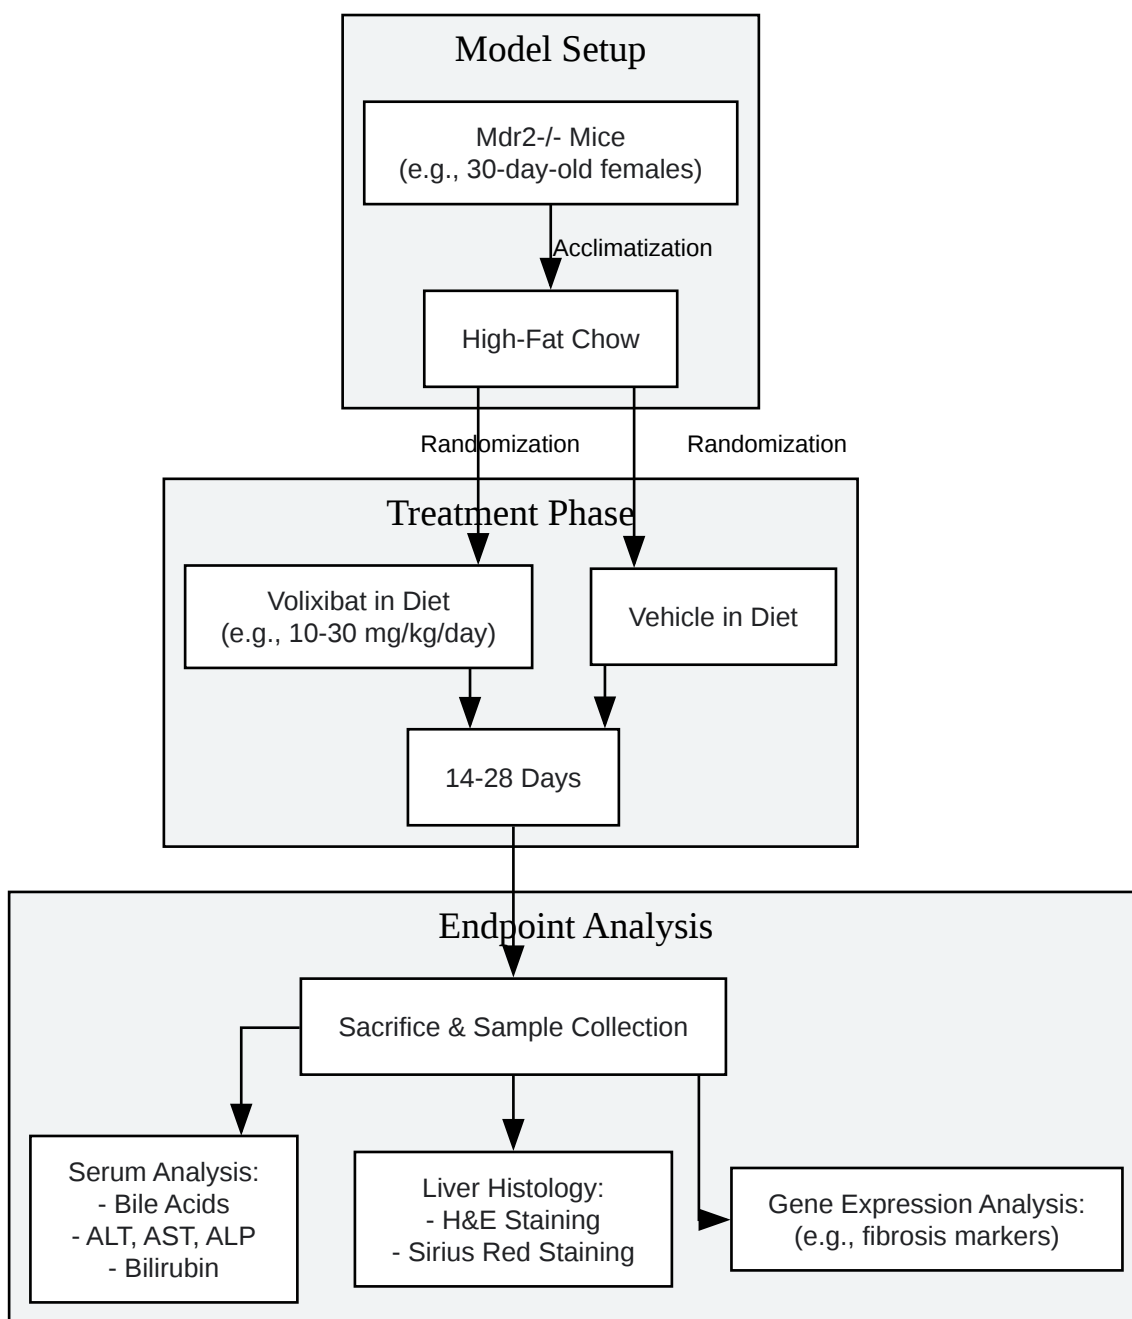 Model Setup
Mdr2-/- Mice
(e.g., 30-day-old females)
Acclimatization
High-Fat Chow
Randomization
Randomization
Treatment Phase
Volixibat in Diet
(e.g., 10-30 mg/kg/day)
Vehicle in Diet
14-28 Days
Endpoint Analysis
Sacrifice & Sample Collection
Serum Analysis:
- Bile Acids
- ALT, AST, ALP
- Bilirubin
Liver Histology:
- H&E Staining
- Sirius Red Staining
Gene Expression Analysis:
(e.g., fibrosis markers)